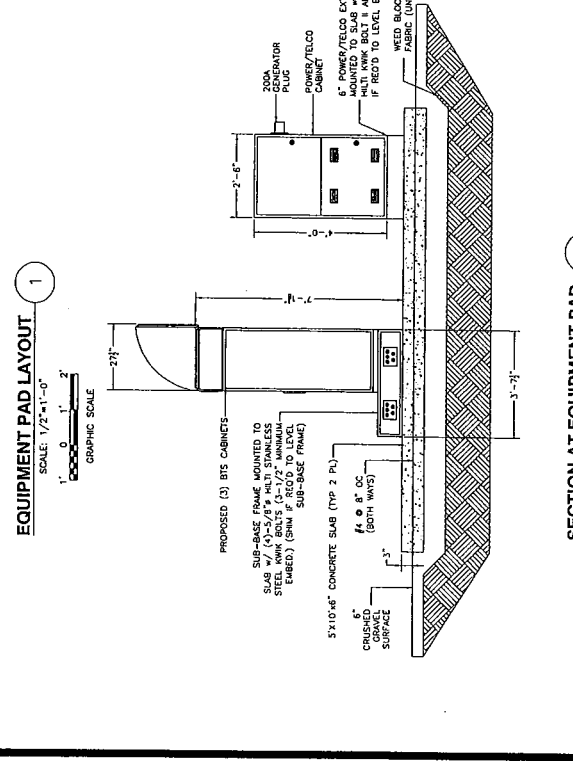 EQUIPMENT PAD LAYOUT 1
SCALE: 1/2"=1'-0"
1' 0 1' 2'
GRAPHIC SCALE
200A
GENERATOR
PLUG
POWER/TELCO
CABINET
6" POWER/TELCO
MOUNTED TO SLAB
HILTI KWIK BOLT II
IF REQ'D TO LEVEL
WEED
FABRIC
2'-6"
4'-0"
27½"
PROPOSED (3) BTS CABINETS
SUB-BASE FRAME MOUNTED TO
SLAB w/ (4)-5/8"ø HILTI STAINLESS
STEEL KWIK BOLTS (3-1/2" MINIMUM
EMBED.) (SHIM IF REQ'D TO LEVEL
SUB-BASE FRAME)
5'X10'x6" CONCRETE SLAB (TYP 2 PL)
#4 @ 8" OC
(BOTH WAYS)
3"
3'-7½"
6"
CRUSHED
GRAVEL
SURFACE
SECTION AT EQUIPMENT PAD